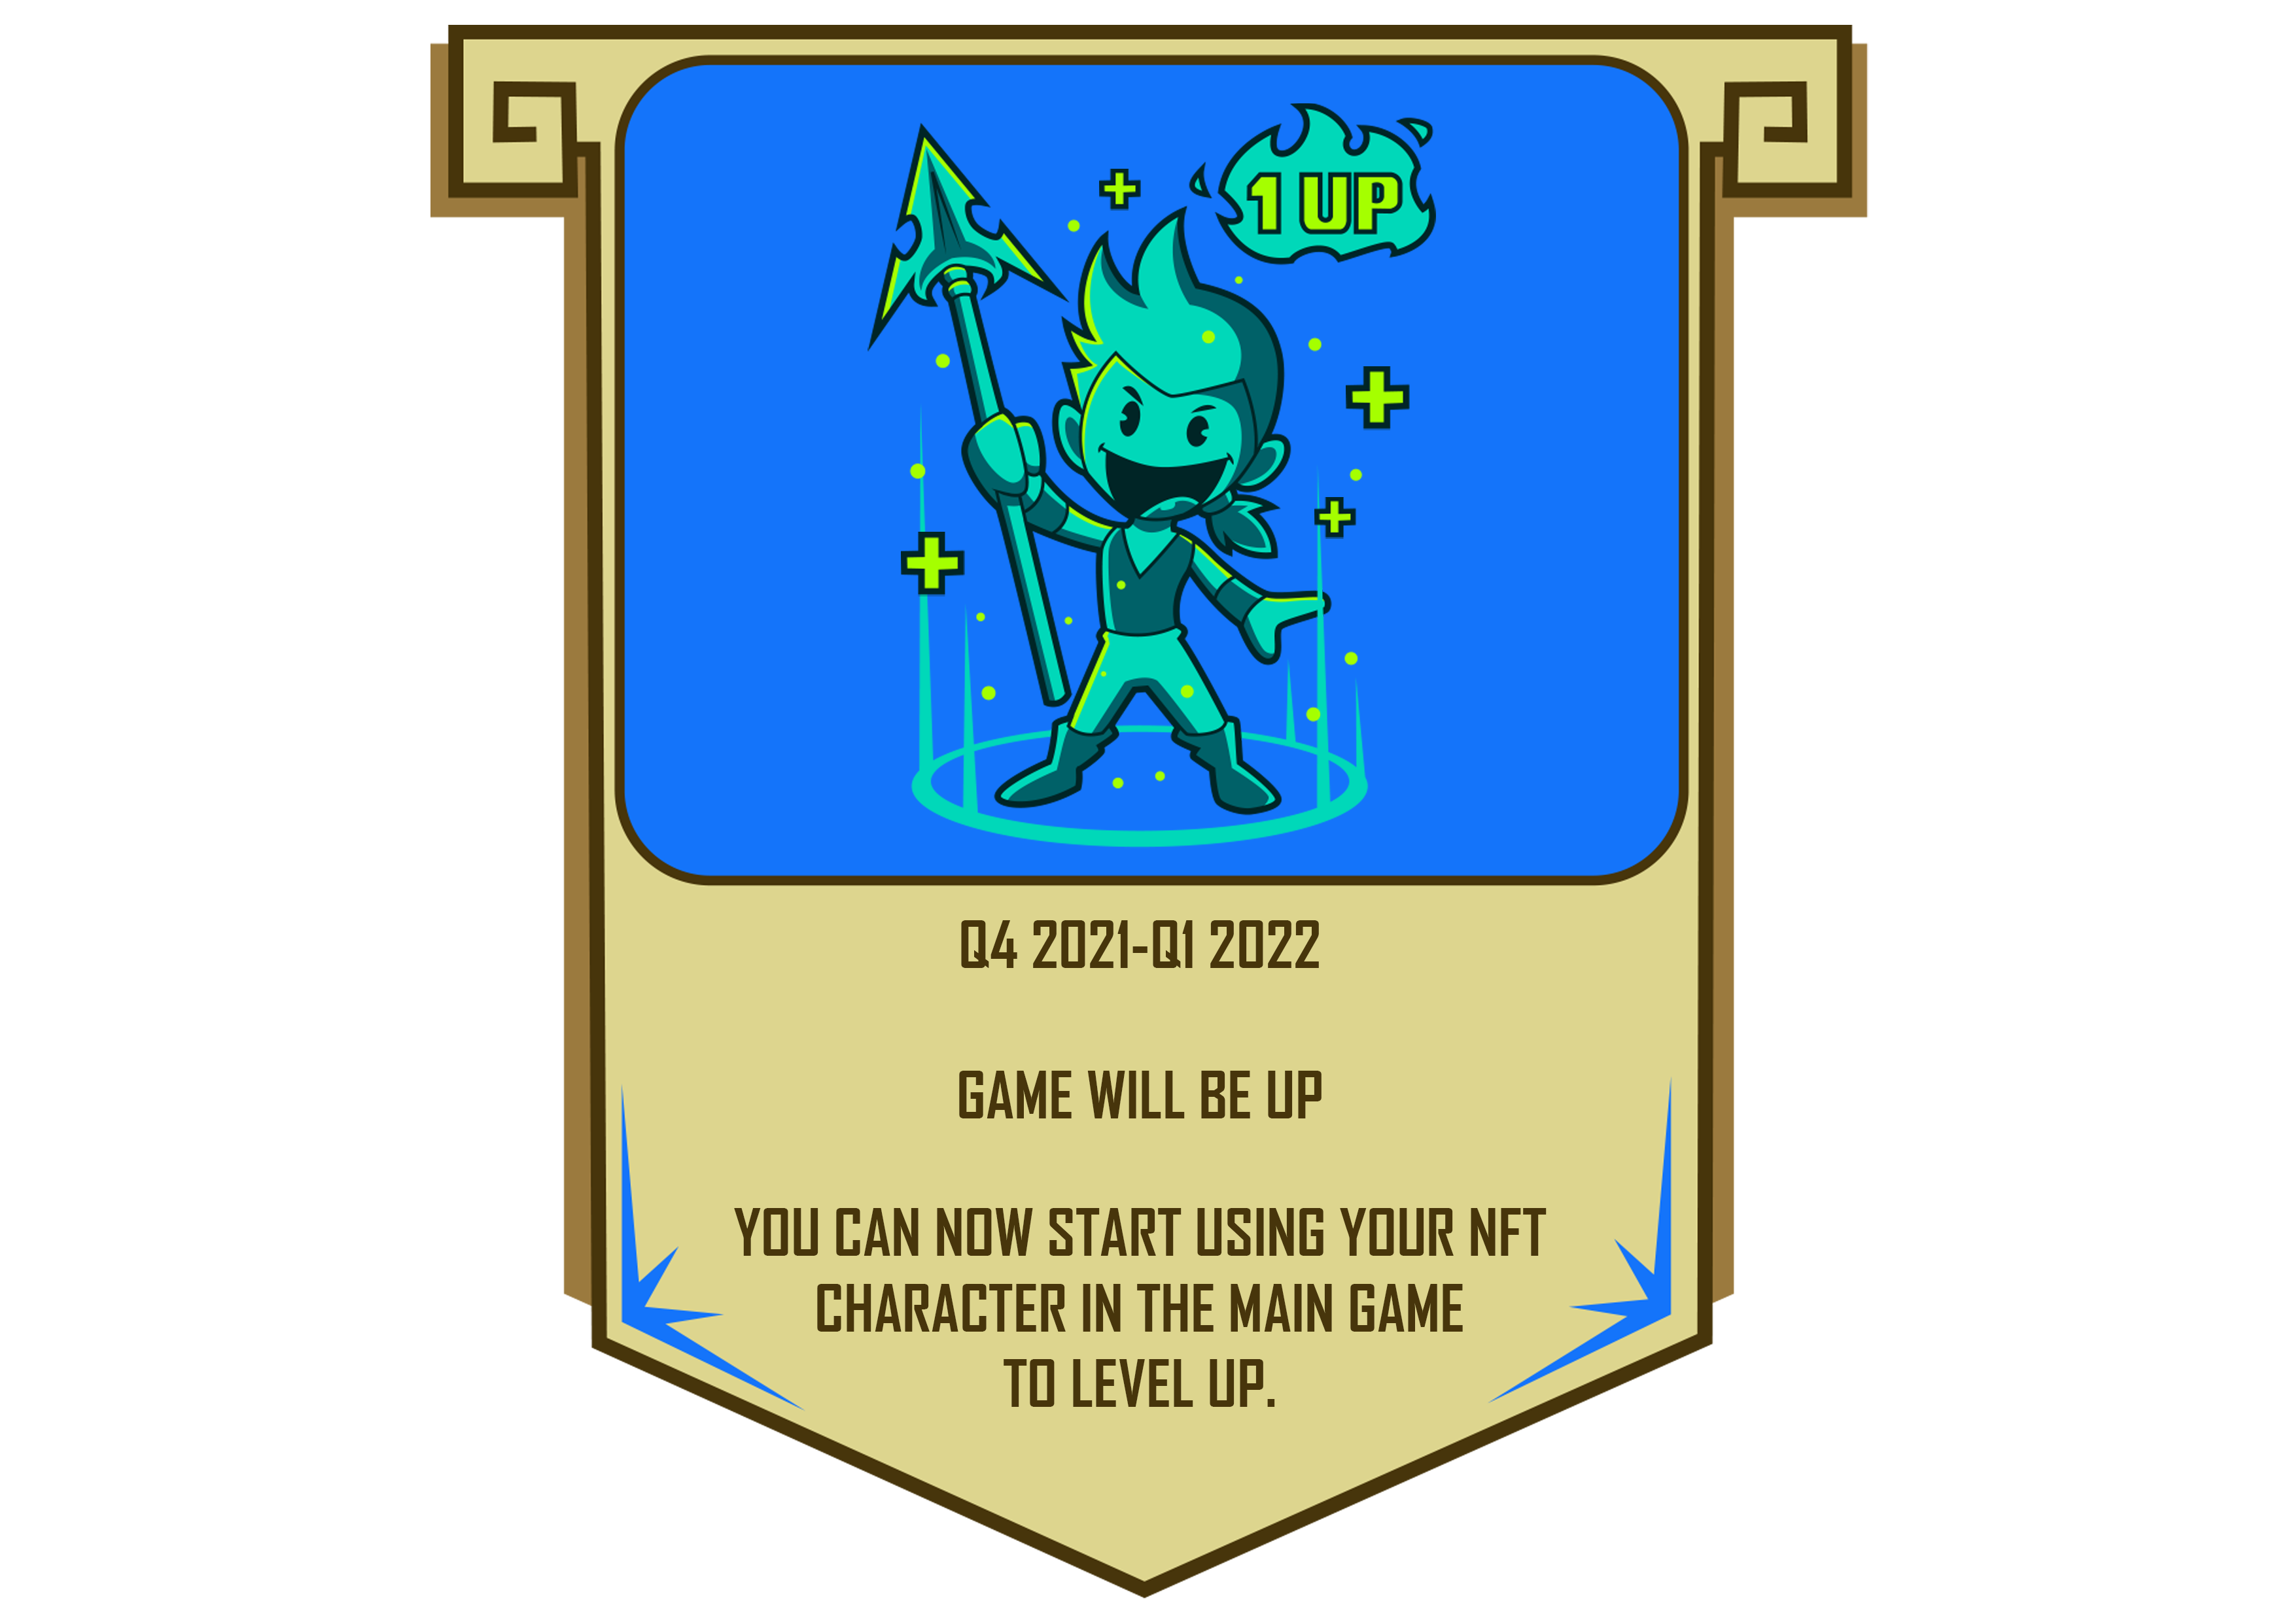 1 UP
Q4 2021-Q1 2022
GAME WILL BE UP
YOU CAN NOW START USING YOUR NFT
CHARACTER IN THE MAIN GAME
TO LEVEL UP.